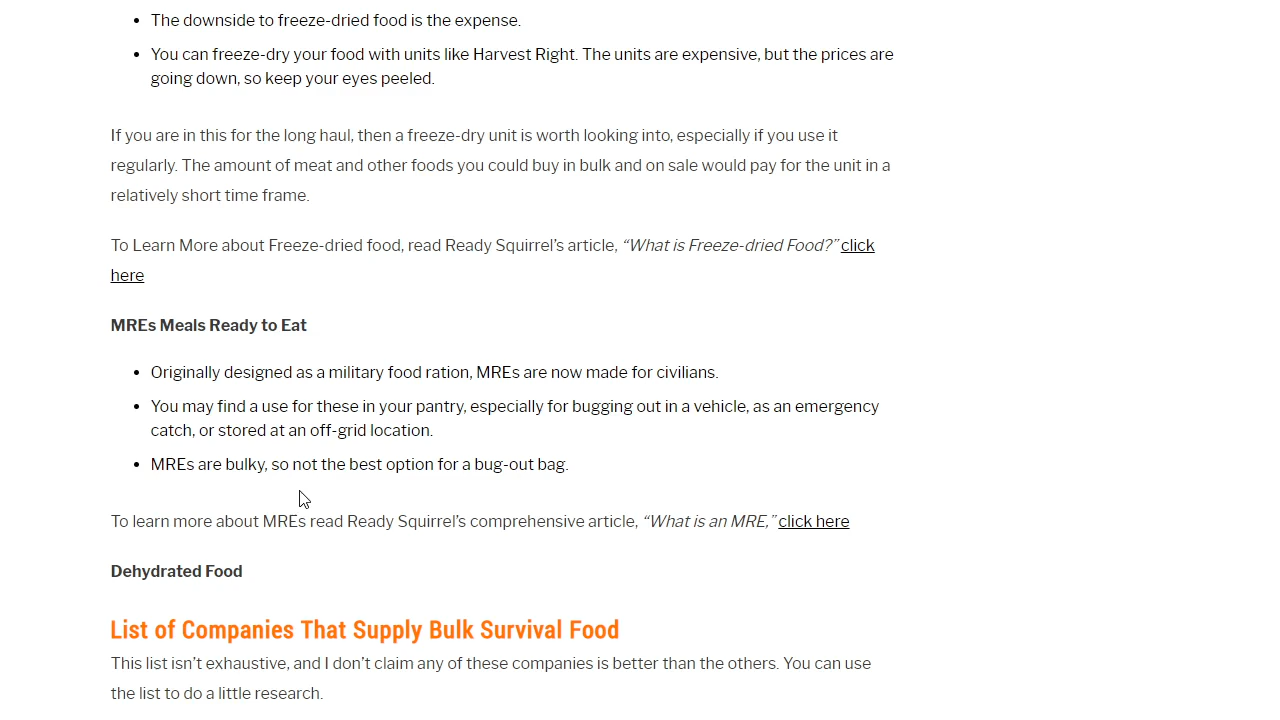 The downside to freeze-dried food is the expense.
You can freeze-dry your food with units like Harvest Right. The units are expensive, but the prices are
going down, so keep your eyes peeled.
If you are in this for the long haul, then a freeze-dry unit is worth looking into, especially if you use it
regularly. The amount of meat and other foods you could buy in bulk and on sale would pay for the unit in a
relatively short time frame.
To Learn More about Freeze-dried food, read Ready Squirrel's article, “What is Freeze-dried Food?” click
here
MREs Meals Ready to Eat
Originally designed as a military food ration, MREs are now made for civilians.
You may find a use for these in your pantry, especially for bugging out in a vehicle, as an emergency
catch, or stored at an off-grid location.
MREs are bulky, so not the best option for a bug-out bag.
To learn more about MREs read Ready Squirrel's comprehensive article, “What is an MRE,” click here
Dehydrated Food
List of Companies That Supply Bulk Survival Food
This list isn't exhaustive, and I don't claim any of these companies is better than the others. You can use
the list to do a little research.